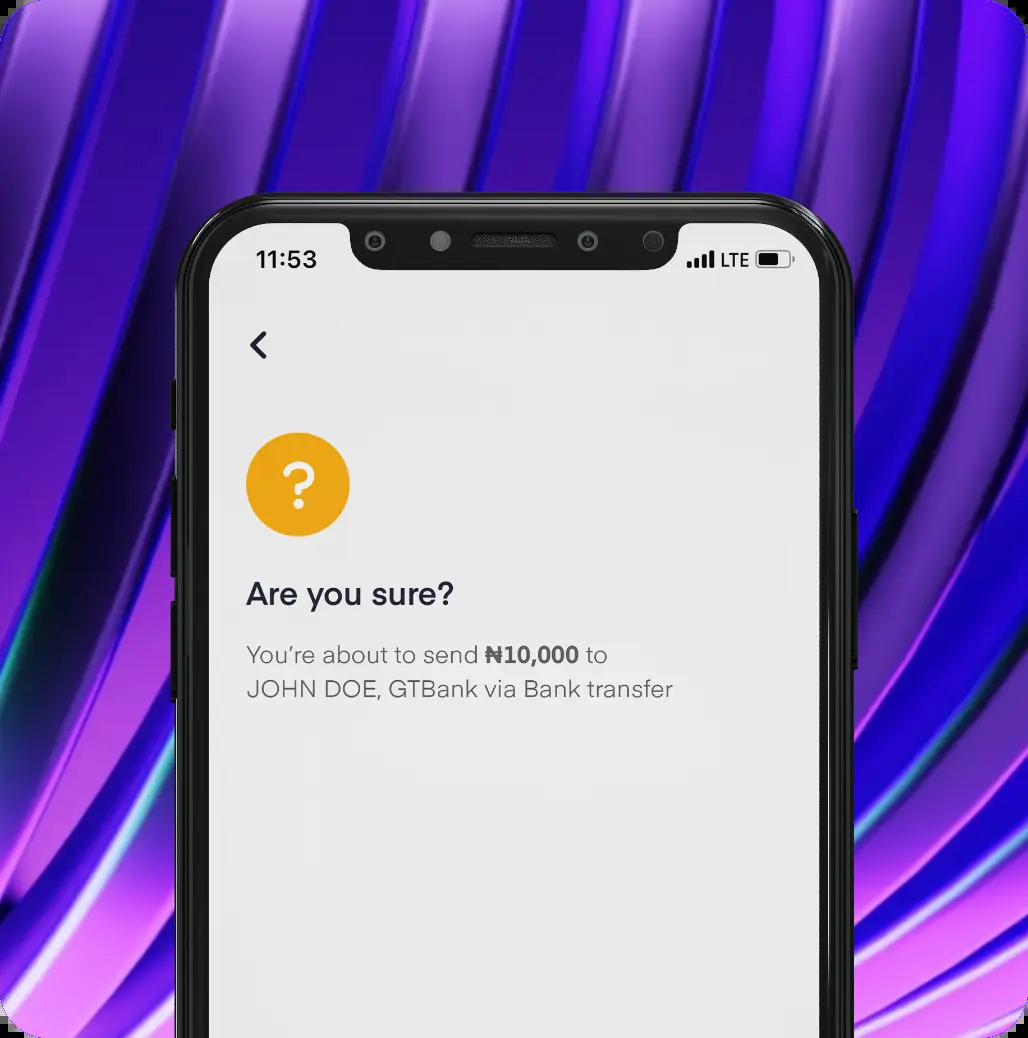 11:53 LTE
?
Are you sure?
You’re about to send ₦10,000 to
JOHN DOE, GTBank via Bank transfer